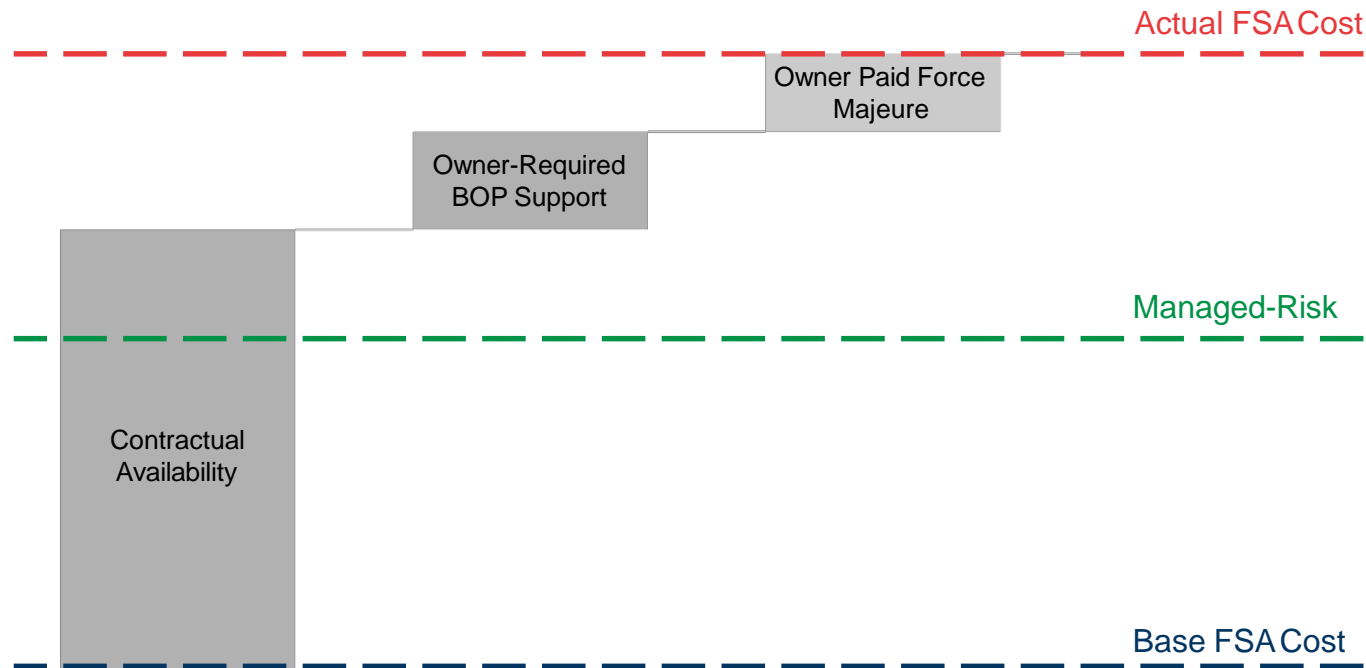 Actual FSA Cost
Owner Paid Force
Majeure
Owner-Required
BOP Support
Managed-Risk
Contractual
Availability
Base FSA Cost